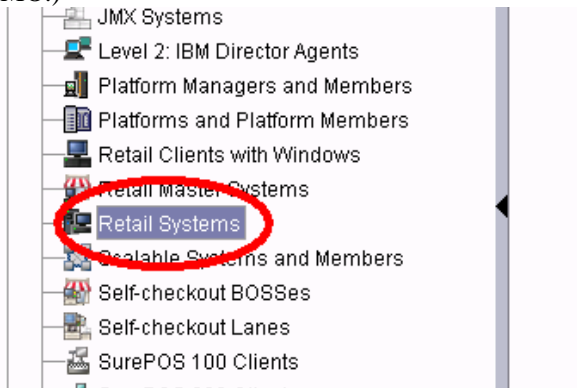 JMX Systems
Level 2: IBM Director Agents
Platform Managers and Members
Platforms and Platform Members
Retail Clients with Windows
Retail Master Systems
Retail Systems
Scalable Systems and Members
Self-checkout BOSSes
Self-checkout Lanes
SurePOS 100 Clients